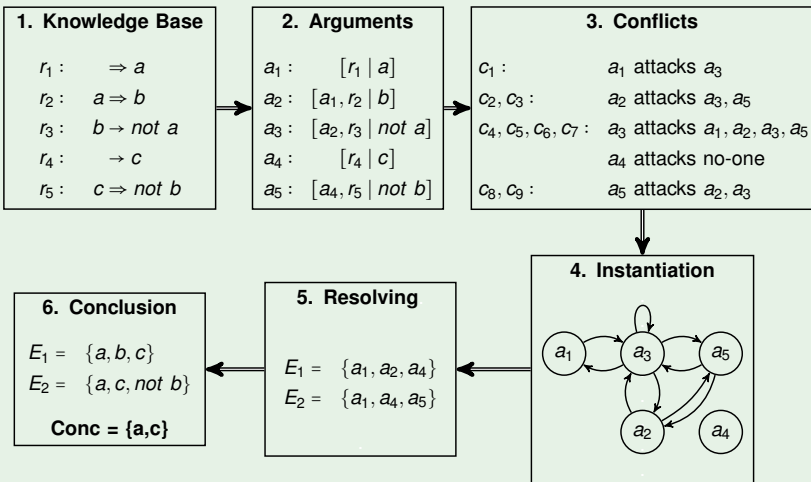 1. Knowledge Base
r₁ : ⇒ a
r₂ : a ⇒ b
r₃ : b → not a
r₄ : → c
r₅ : c ⇒ not b
2. Arguments
a₁ : [r₁ | a]
a₂ : [a₁, r₂ | b]
a₃ : [a₂, r₃ | not a]
a₄ : [r₄ | c]
a₅ : [a₄, r₅ | not b]
3. Conflicts
c₁ : a₁ attacks a₃
c₂, c₃ : a₂ attacks a₃, a₅
c₄, c₅, c₆, c₇ : a₃ attacks a₁, a₂, a₃, a₅
a₄ attacks no-one
c₈, c₉ : a₅ attacks a₂, a₃
4. Instantiation
a₁ a₃ a₅
a₂ a₄
5. Resolving
E₁ = {a₁, a₂, a₄}
E₂ = {a₁, a₄, a₅}
6. Conclusion
E₁ = {a, b, c}
E₂ = {a, c, not b}
Conc = {a,c}